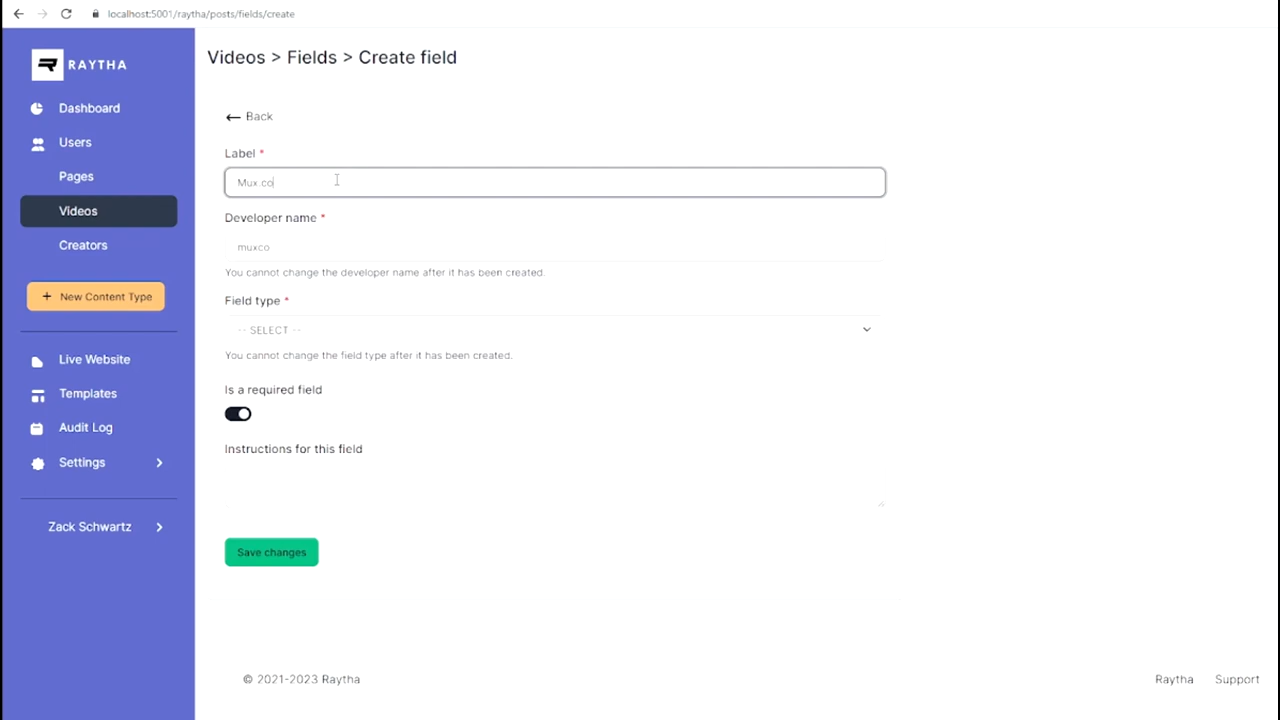 localhost:5001/raytha/posts/fields/create
RAYTHA
Dashboard
Users
Pages
Videos
Creators
+ New Content Type
Live Website
Templates
Audit Log
Settings
Zack Schwartz
Videos > Fields > Create field
← Back
Label *
Mux.co
Developer name *
muxco
You cannot change the developer name after it has been created.
Field type *
-- SELECT --
You cannot change the field type after it has been created.
Is a required field
Instructions for this field
Save changes
© 2021-2023 Raytha
Raytha
Support